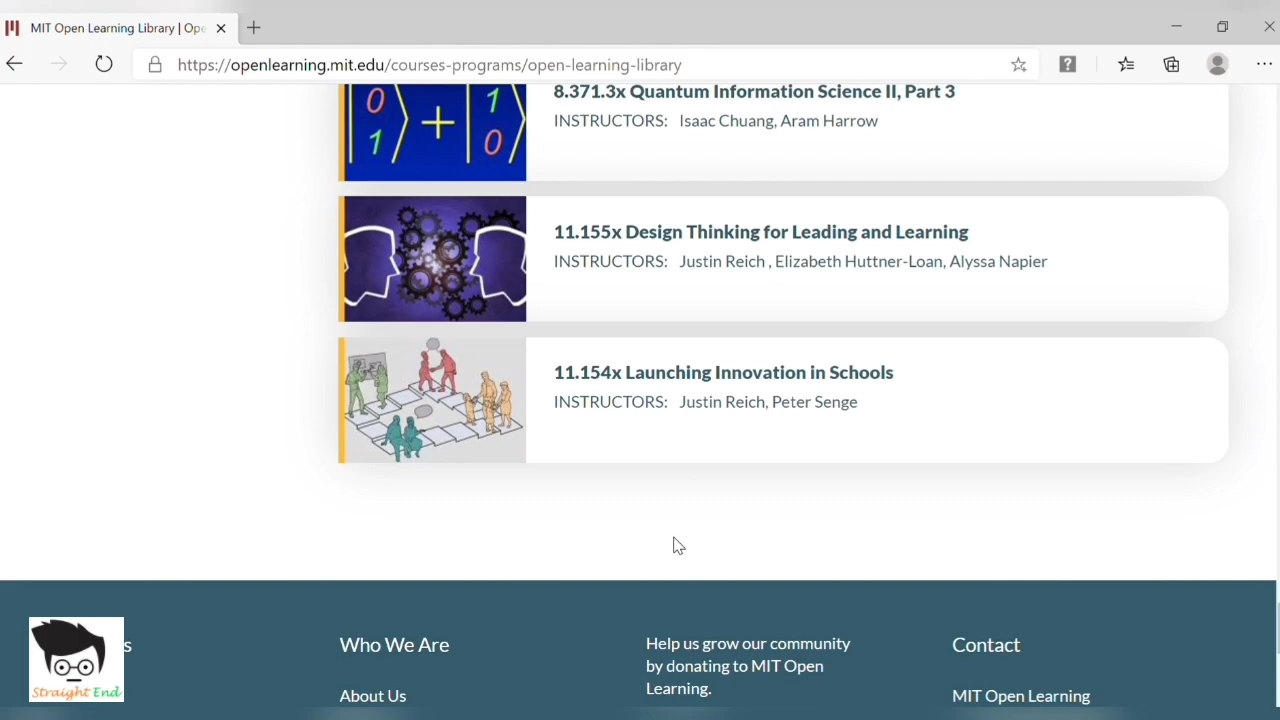 MIT Open Learning Library | Ope
https://openlearning.mit.edu/courses-programs/open-learning-library
0 1 + 1 0
8.371.3x Quantum Information Science II, Part 3
INSTRUCTORS: Isaac Chuang, Aram Harrow
11.155x Design Thinking for Leading and Learning
INSTRUCTORS: Justin Reich , Elizabeth Huttner-Loan, Alyssa Napier
11.154x Launching Innovation in Schools
INSTRUCTORS: Justin Reich, Peter Senge
s
Straight End
Who We Are
About Us
Help us grow our community
by donating to MIT Open
Learning.
Contact
MIT Open Learning